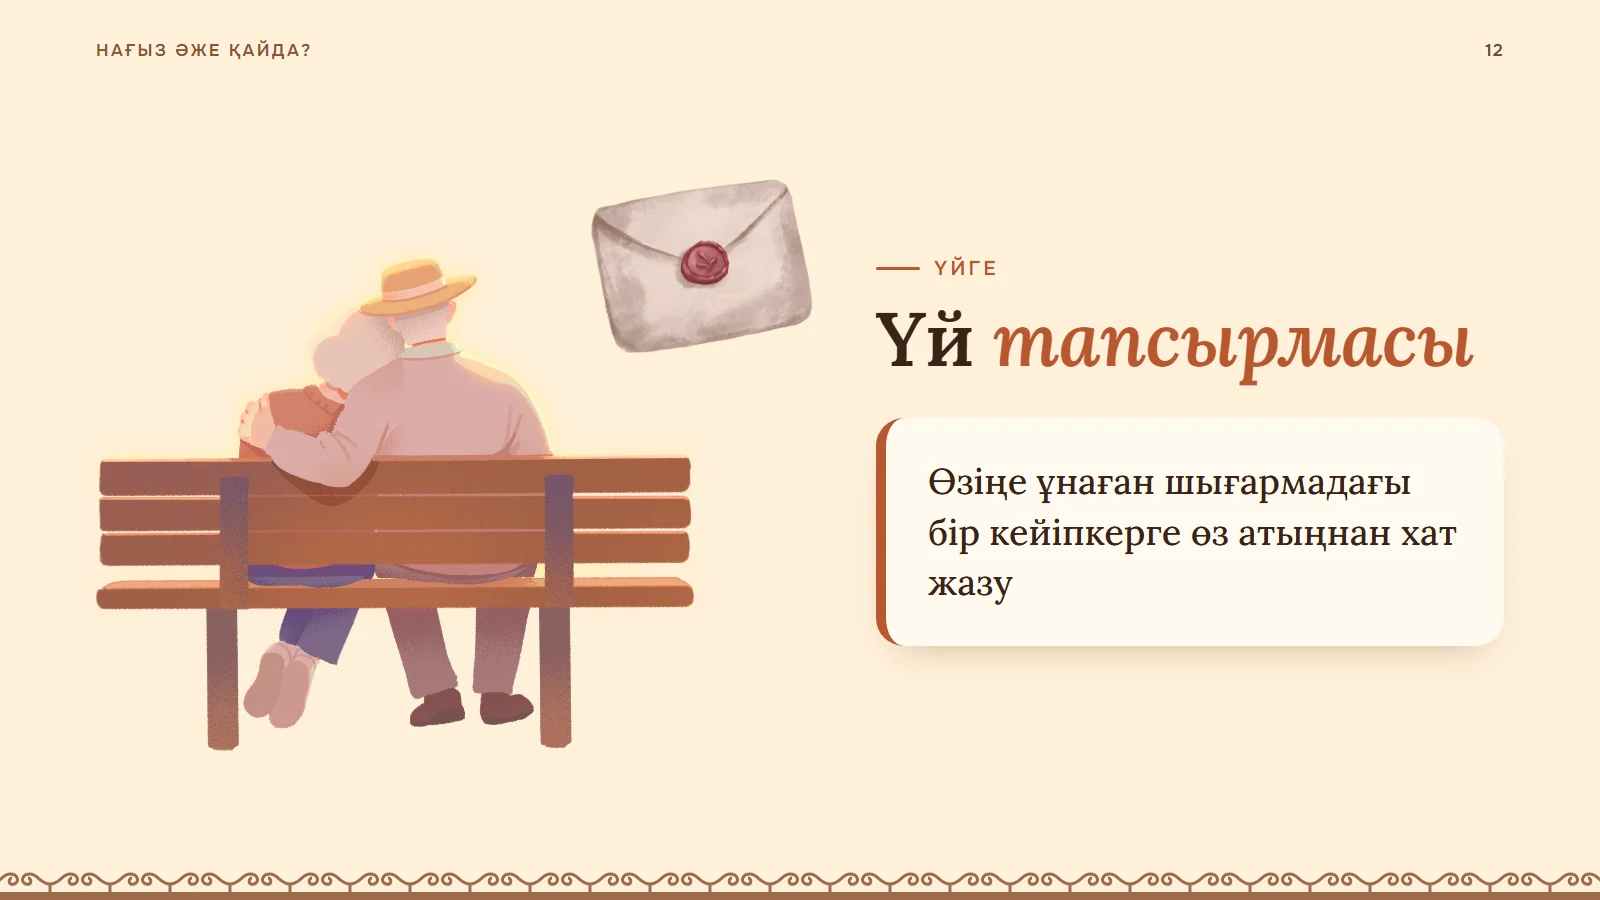 НАҒЫЗ ӘЖЕ ҚАЙДА?
12
ҮЙГЕ
Үй тапсырмасы
Өзіңе ұнаған шығармадағы
бір кейіпкерге өз атыңнан хат
жазу